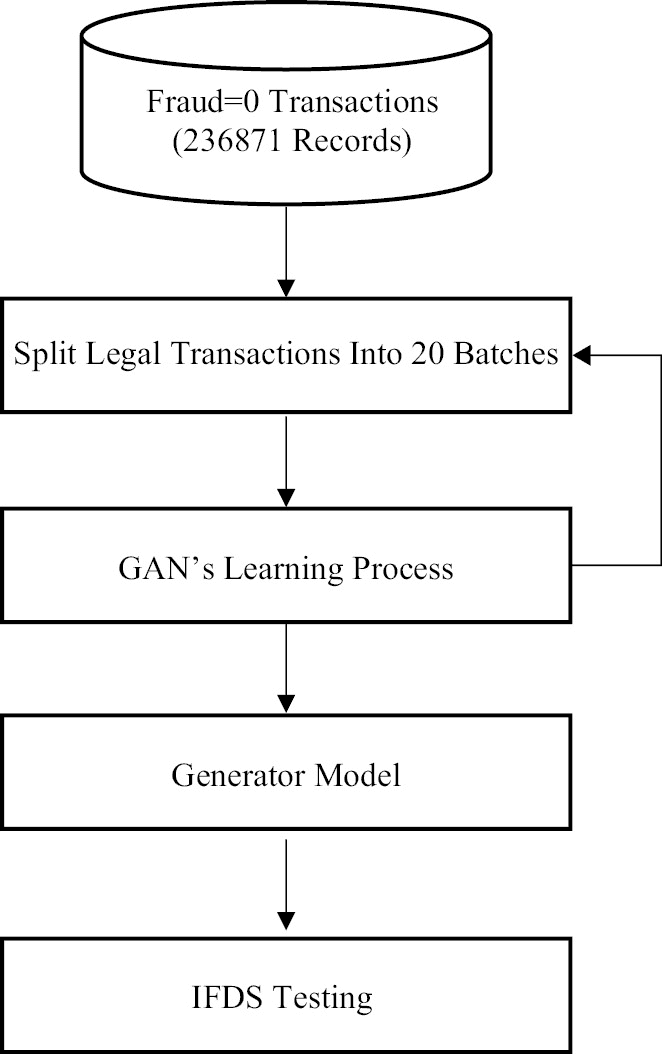 Fraud=0 Transactions
(236871 Records)
Split Legal Transactions Into 20 Batches
GAN’s Learning Process
Generator Model
IFDS Testing